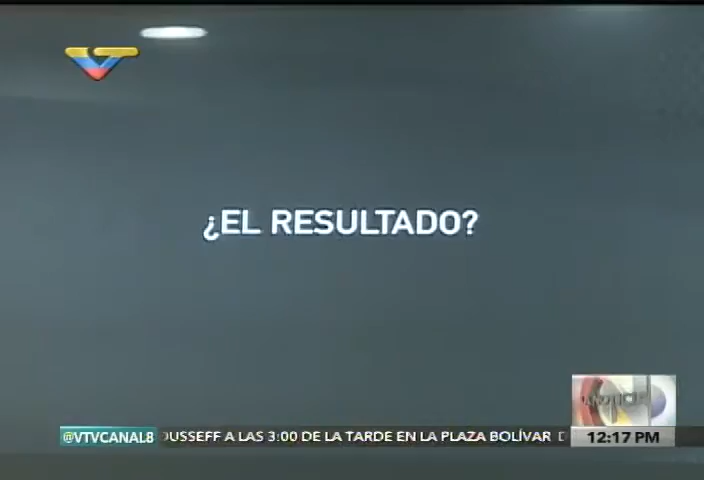 ¿EL RESULTADO?
@VTVCANAL8
OUSSEFF A LAS 3:00 DE LA TARDE EN LA PLAZA BOLÍVAR D
12:17 PM